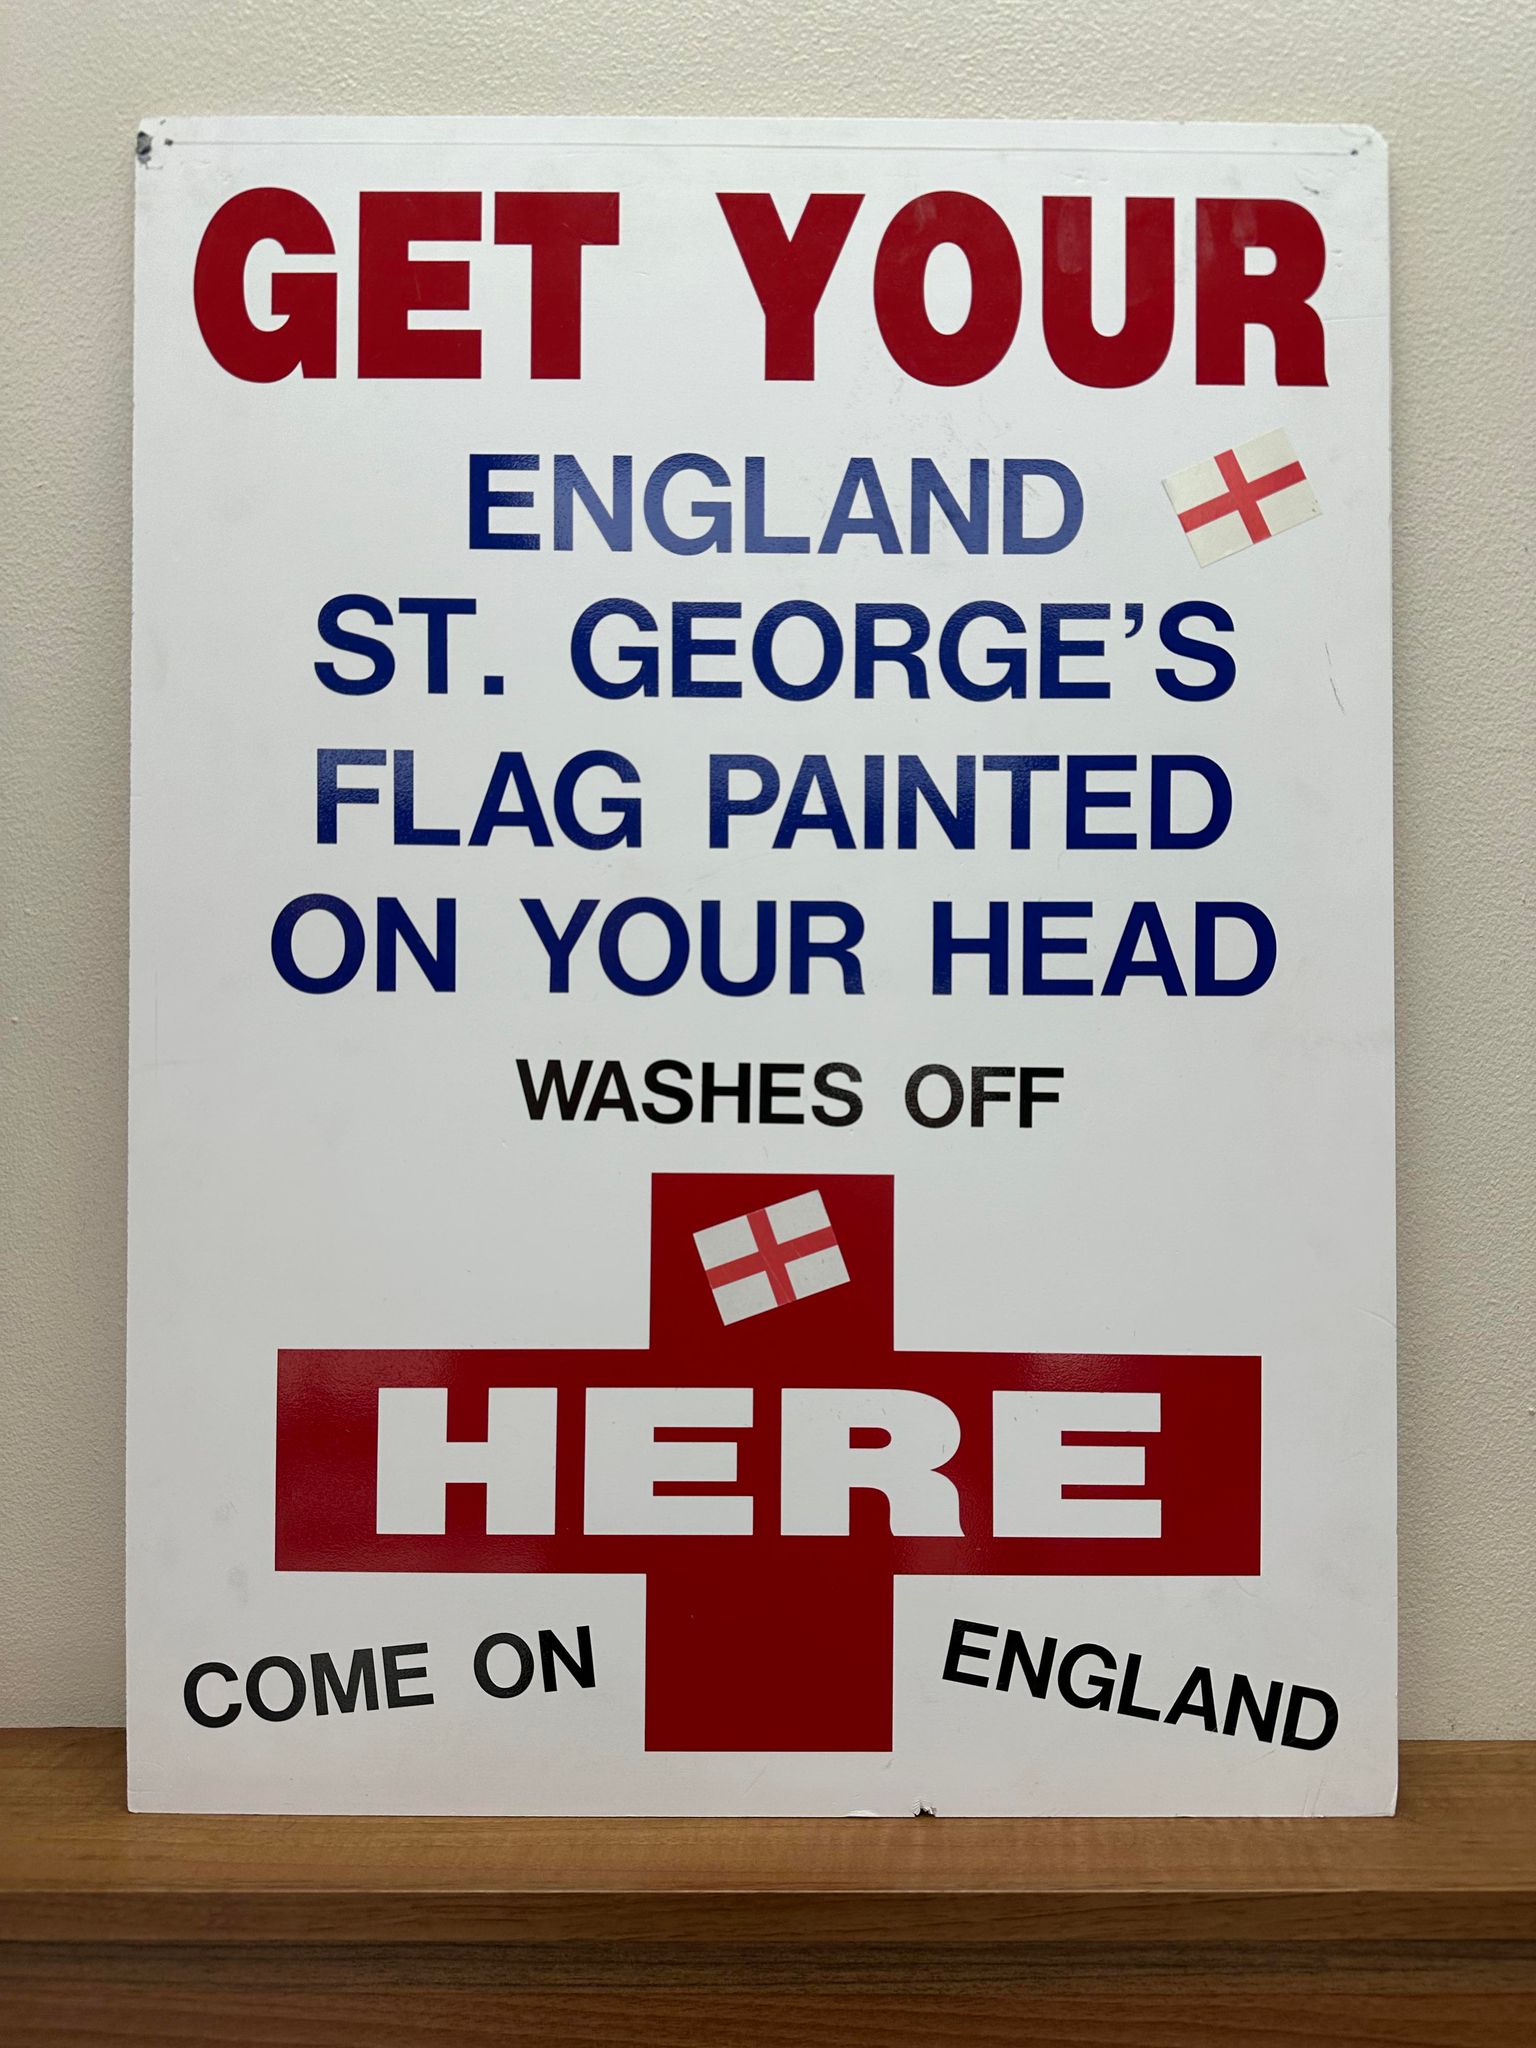 GET YOUR
ENGLAND
ST. GEORGE’S
FLAG PAINTED
ON YOUR HEAD
WASHES OFF
HERE
COME ON ENGLAND